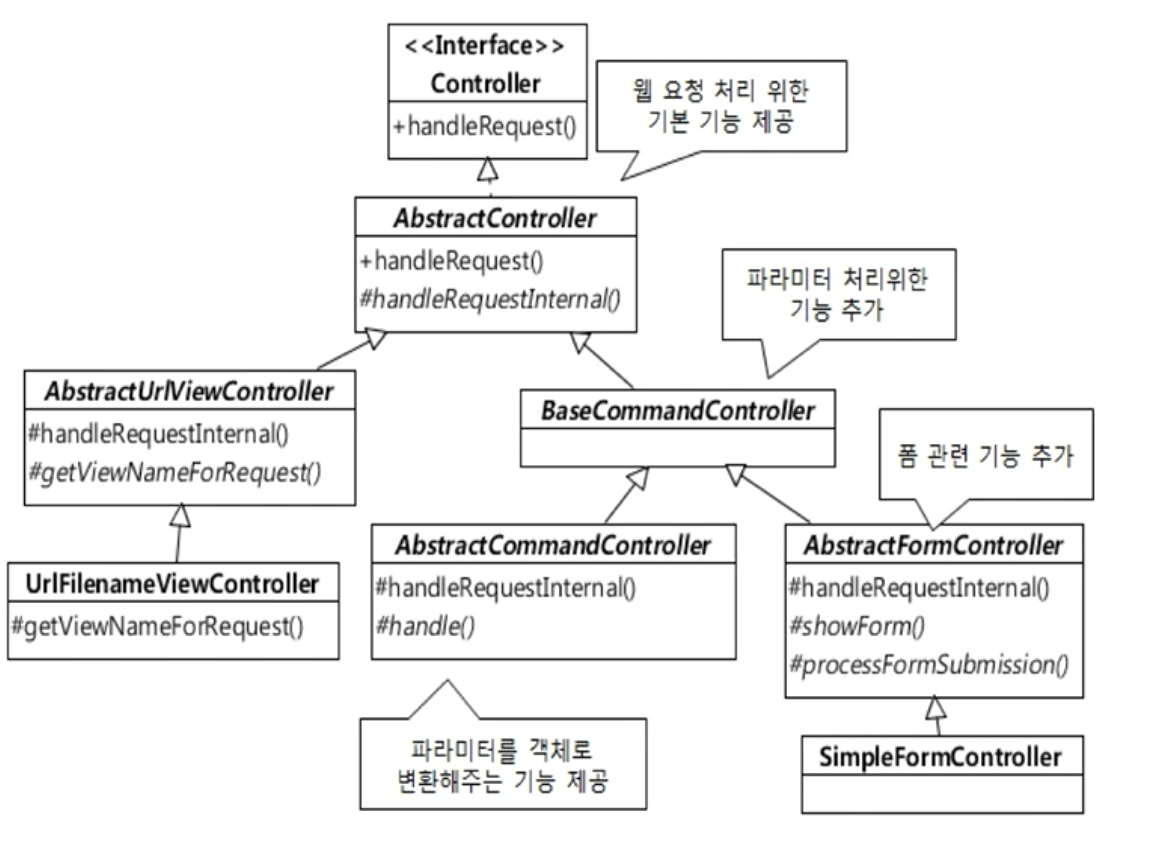 <<Interface>>
Controller
+handleRequest()
웹 요청 처리 위한
기본 기능 제공
AbstractController
+handleRequest()
#handleRequestInternal()
파라미터 처리위한
기능 추가
AbstractUrlViewController
#handleRequestInternal()
#getViewNameForRequest()
BaseCommandController
폼 관련 기능 추가
UrlFilenameViewController
#getViewNameForRequest()
AbstractCommandController
#handleRequestInternal()
#handle()
AbstractFormController
#handleRequestInternal()
#showForm()
#processFormSubmission()
파라미터를 객체로
변환해주는 기능 제공
SimpleFormController